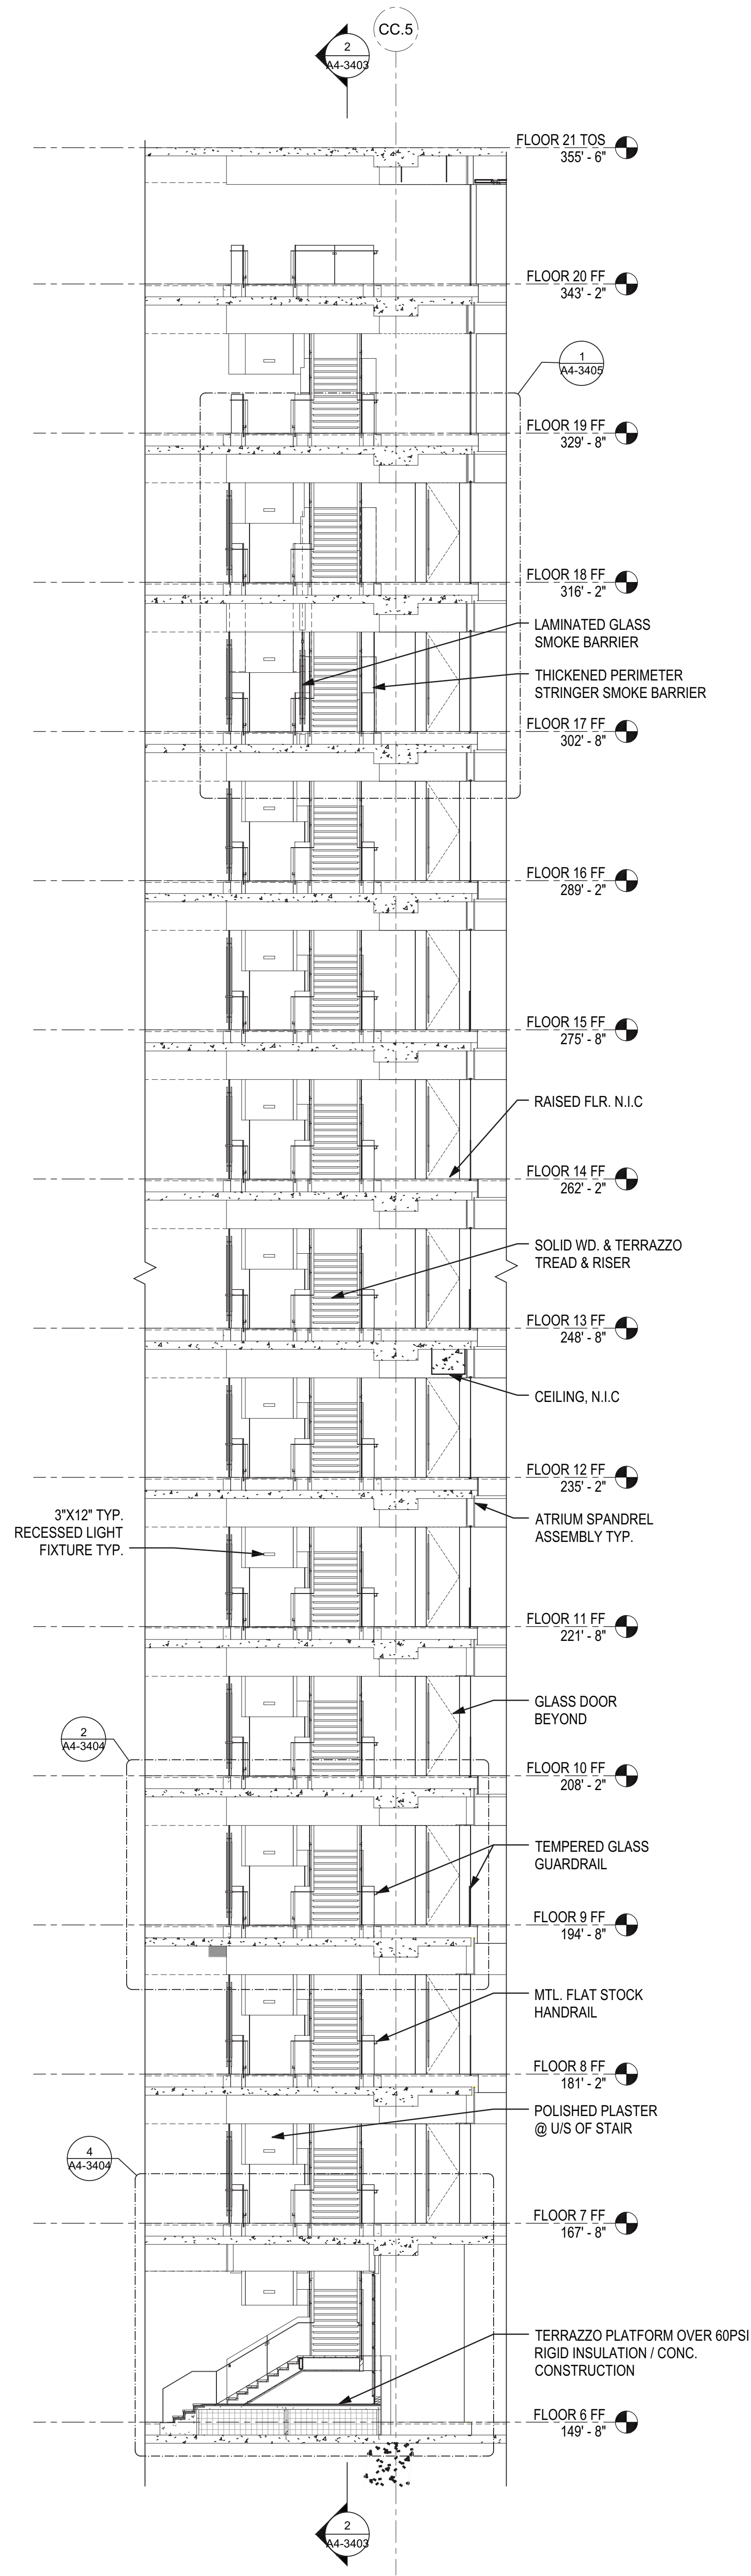 CC.5
2
A4-3403
FLOOR 21 TOS
355' - 6"
FLOOR 20 FF
343' - 2"
1
A4-3405
FLOOR 19 FF
329' - 8"
FLOOR 18 FF
316' - 2"
LAMINATED GLASS
SMOKE BARRIER
THICKENED PERIMETER
STRINGER SMOKE BARRIER
FLOOR 17 FF
302' - 8"
FLOOR 16 FF
289' - 2"
FLOOR 15 FF
275' - 8"
RAISED FLR. N.I.C
FLOOR 14 FF
262' - 2"
SOLID WD. & TERRAZZO
TREAD & RISER
FLOOR 13 FF
248' - 8"
CEILING, N.I.C
FLOOR 12 FF
235' - 2"
3"X12" TYP.
RECESSED LIGHT
FIXTURE TYP.
ATRIUM SPANDREL
ASSEMBLY TYP.
FLOOR 11 FF
221' - 8"
GLASS DOOR
BEYOND
2
A4-3404
FLOOR 10 FF
208' - 2"
TEMPERED GLASS
GUARDRAIL
FLOOR 9 FF
194' - 8"
MTL. FLAT STOCK
HANDRAIL
FLOOR 8 FF
181' - 2"
POLISHED PLASTER
@ U/S OF STAIR
4
A4-3404
FLOOR 7 FF
167' - 8"
TERRAZZO PLATFORM OVER 60PSI
RIGID INSULATION / CONC.
CONSTRUCTION
FLOOR 6 FF
149' - 8"
2
A4-3403